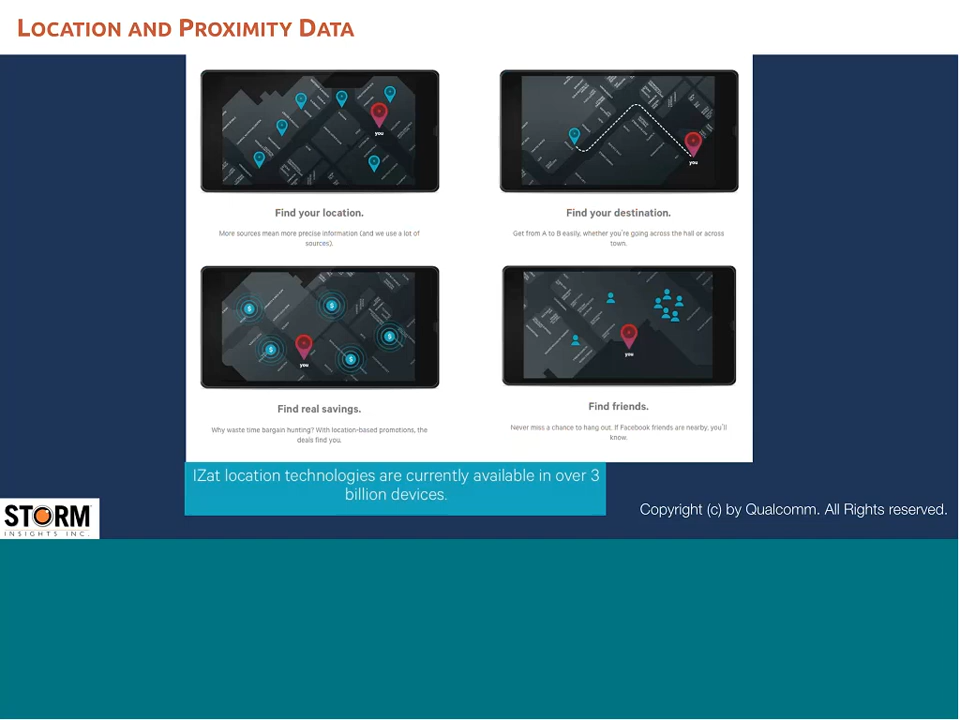 LOCATION AND PROXIMITY DATA
you
you
Find your location.
More sources mean more precise information (and we use a lot of
sources).
Find your destination.
Get from A to B easily, whether you're going across the hall or across
town.
you
you
Find real savings.
Why waste time bargain hunting? With location-based promotions, the
deals find you.
Find friends.
Never miss a chance to hang out. If Facebook friends are nearby, you'll
know.
IZat location technologies are currently available in over 3
billion devices.
Copyright (c) by Qualcomm. All Rights reserved.
STORM
INSIGHTS INC.